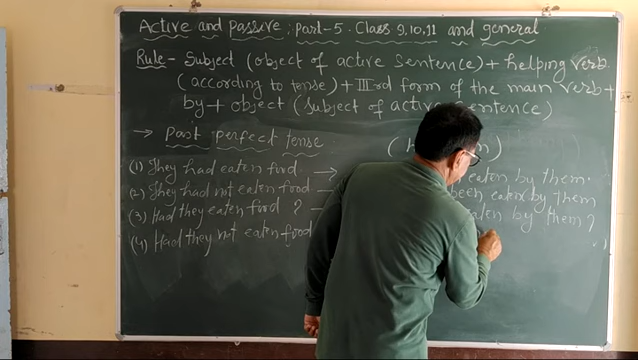 Active and passive : Part-5. Class 9,10,11 and general
Rule - Subject (object of active sentence) + helping verb
(according to tense) + IIIrd form of the main verb +
by + object (subject of active sentence)
→ Past perfect tense
(1) They had eaten food → eaten by them.
(2) They had not eaten food - been eaten by them
(3) Had they eaten food ? - eaten by them ?
(4) Had they not eaten food